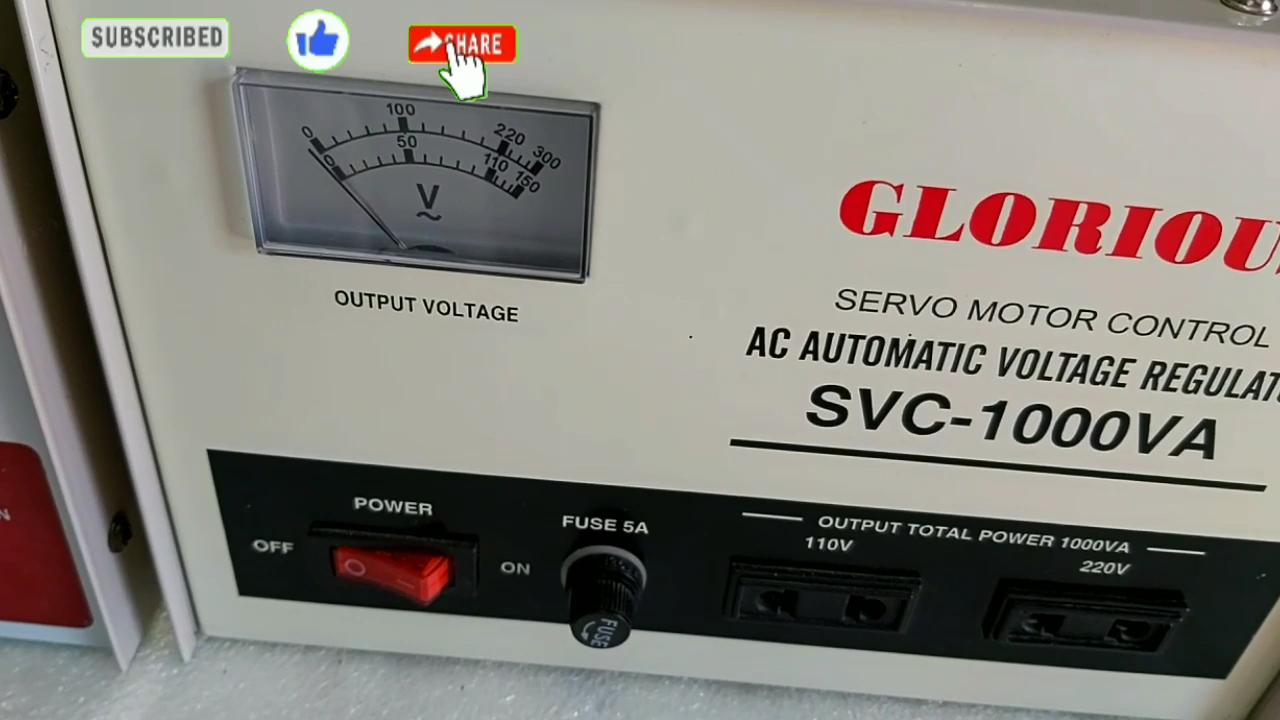 SUBSCRIBED
SHARE
0 100 220 300
0 50 110 150
V
~
OUTPUT VOLTAGE
GLORIOU
SERVO MOTOR CONTROL
AC AUTOMATIC VOLTAGE REGULAT
SVC-1000VA
POWER
OFF
ON
FUSE 5A
FUSE
OUTPUT TOTAL POWER 1000VA
110V
220V
N